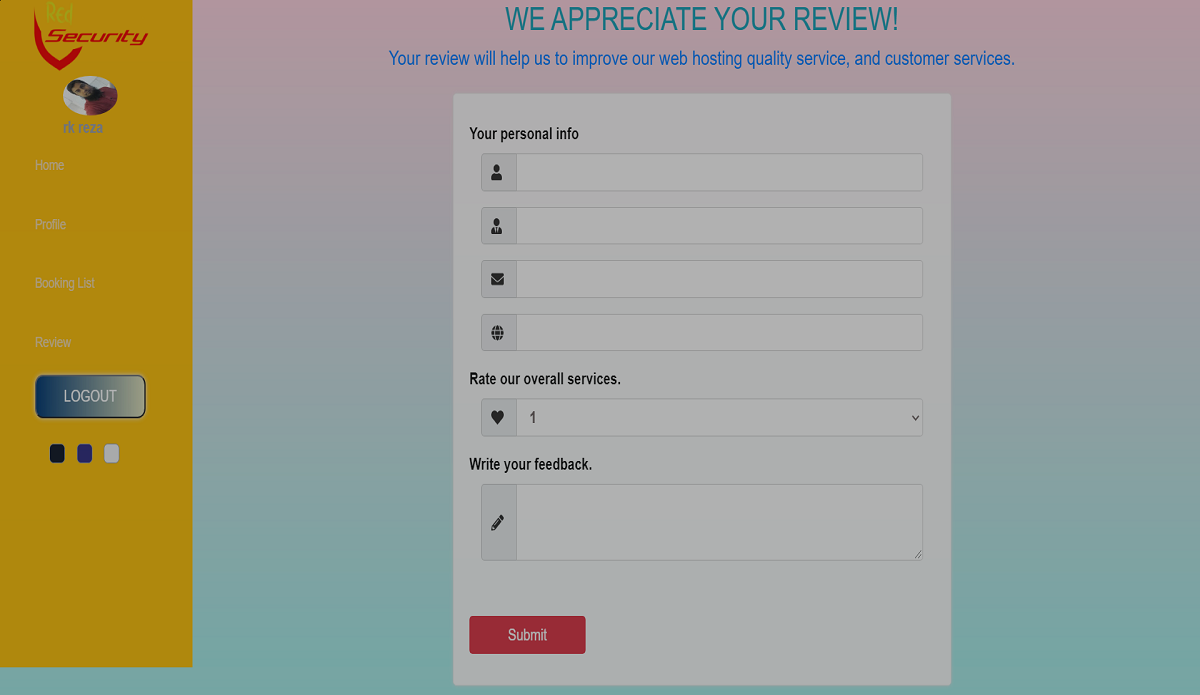 Red
Security
rk reza
Home
Profile
Booking List
Review
LOGOUT
WE APPRECIATE YOUR REVIEW!
Your review will help us to improve our web hosting quality service, and customer services.
Your personal info
Rate our overall services.
1
Write your feedback.
Submit